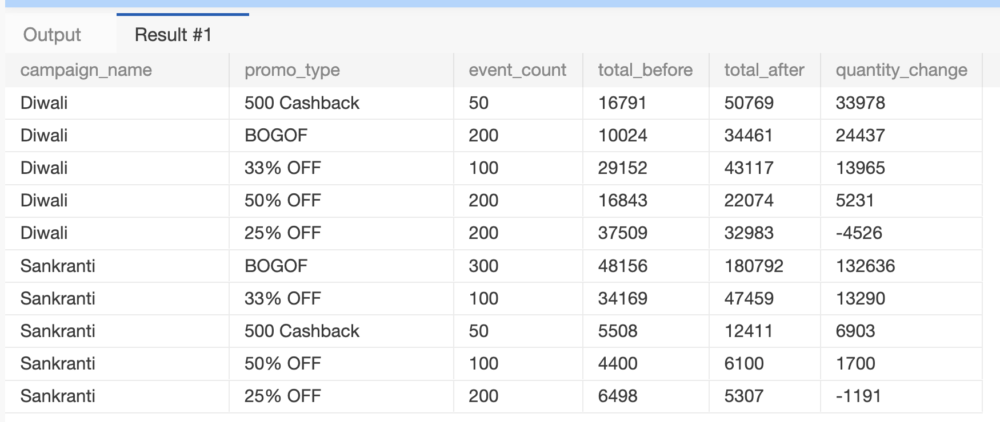 Output Result #1
campaign_name promo_type event_count total_before total_after quantity_change
Diwali 500 Cashback 50 16791 50769 33978
Diwali BOGOF 200 10024 34461 24437
Diwali 33% OFF 100 29152 43117 13965
Diwali 50% OFF 200 16843 22074 5231
Diwali 25% OFF 200 37509 32983 -4526
Sankranti BOGOF 300 48156 180792 132636
Sankranti 33% OFF 100 34169 47459 13290
Sankranti 500 Cashback 50 5508 12411 6903
Sankranti 50% OFF 100 4400 6100 1700
Sankranti 25% OFF 200 6498 5307 -1191